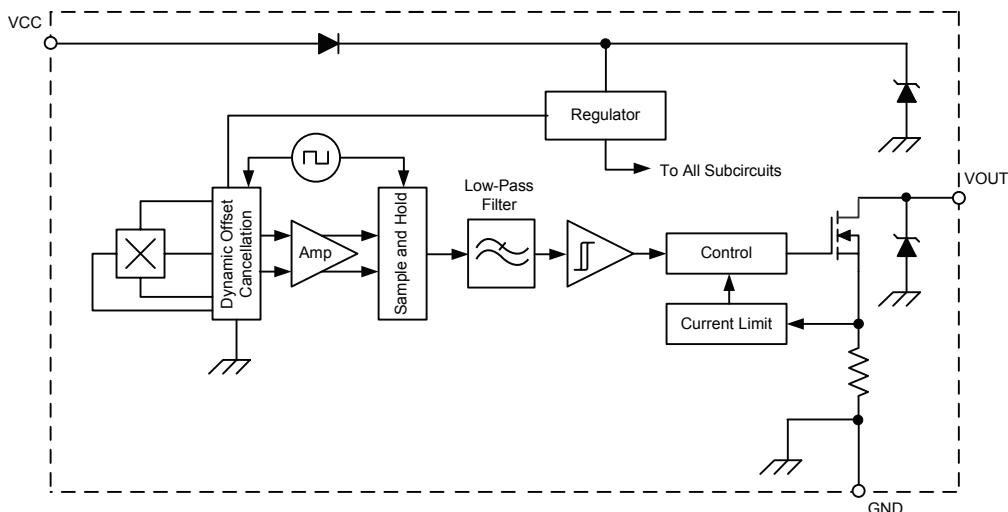 VCC
Regulator
To All Subcircuits
VOUT
Low-Pass
Filter
Dynamic Offset
Cancellation
Amp
Sample and Hold
Control
Current Limit
GND